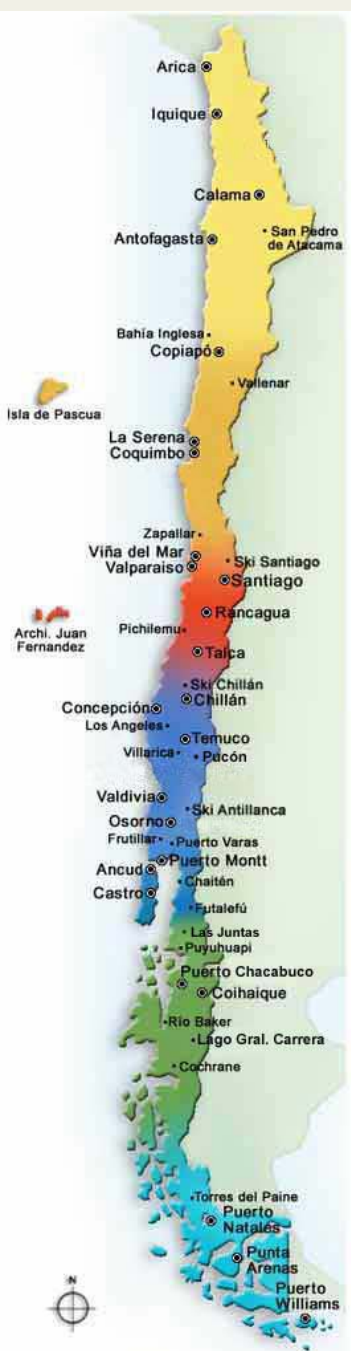 Arica
Iquique
Calama
San Pedro
de Atacama
Antofagasta
Bahía Inglesa
Copiapó
Vallenar
Isla de Pascua
La Serena
Coquimbo
Zapallar
Viña del Mar
Ski Santiago
Valparaiso
Santiago
Rancagua
Archi. Juan
Fernandez
Pichilemu
Talca
Ski Chillán
Chillán
Concepción
Los Angeles
Temuco
Villarica
Pucón
Valdivia
Ski Antillanca
Osorno
Frutillar
Puerto Varas
Puerto Montt
Ancud
Chaitén
Castro
Futalefú
Las Juntas
Puyuhuapi
Puerto Chacabuco
Coihaique
Río Baker
Lago Gral. Carrera
Cochrane
Torres del Paine
Puerto
Natales
Punta
Arenas
Puerto
Williams
N